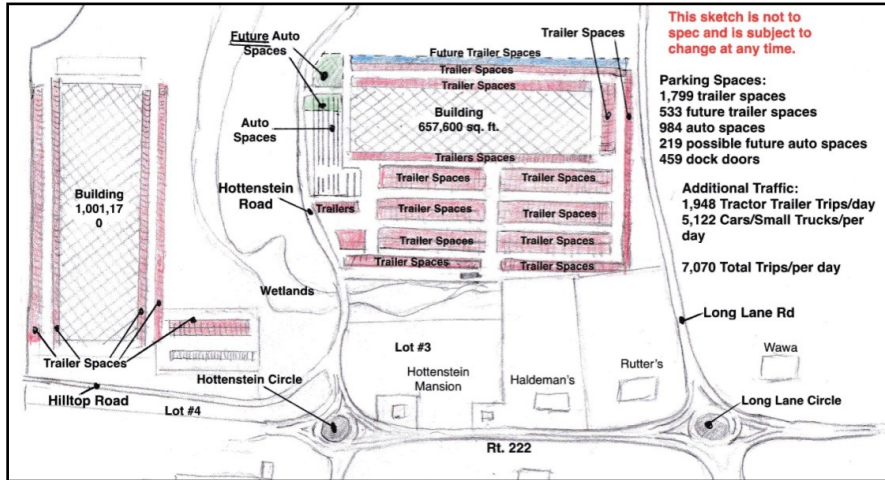 This sketch is not to
spec and is subject to
change at any time.
Future Auto
Spaces
Future Trailer Spaces
Trailer Spaces
Trailer Spaces
Trailer Spaces
Parking Spaces:
1,799 trailer spaces
533 future trailer spaces
984 auto spaces
219 possible future auto spaces
459 dock doors
Building
657,600 sq. ft.
Auto
Spaces
Trailers Spaces
Trailer Spaces
Trailer Spaces
Additional Traffic:
1,948 Tractor Trailer Trips/day
5,122 Cars/Small Trucks/per
day
7,070 Total Trips/per day
Building
1,001,17
0
Hottenstein
Road
Trailers
Trailer Spaces
Trailer Spaces
Trailer Spaces
Trailer Spaces
Trailer Spaces
Trailer Spaces
Wetlands
Long Lane Rd
Lot #3
Wawa
Trailer Spaces
Hottenstein Circle
Hottenstein
Mansion
Haldeman's
Rutter's
Hilltop Road
Lot #4
Long Lane Circle
Rt. 222